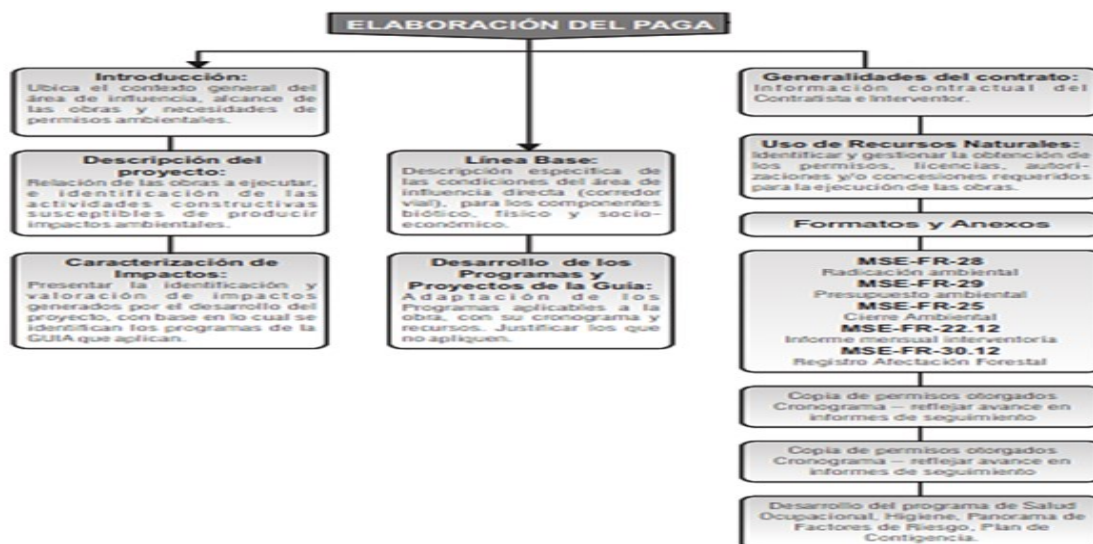 ELABORACIÓN DEL PAGA
Introducción:
Ubica el contexto general del
área de influencia, alcance de
las obras y necesidades de
permisos ambientales.
Descripción del
proyecto:
Relación de las obras a ejecutar,
e identificación de las
actividades constructivas
susceptibles de producir
impactos ambientales.
Caracterización de
Impactos:
Presentar la identificación y
valoración de impactos
generados por el desarrollo del
proyecto, con base en lo cual se
identifican los programas de la
GUIA que aplican.
Línea Base:
Descripción específica de
las condiciones del área de
influencia directa (corredor
vial), para los componentes
biótico, físico y socio-
económico.
Desarrollo de los
Programas y
Proyectos de la Guía:
Adaptación de los
Programas aplicables a la
obra, con su cronograma y
recursos. Justificar los que
no apliquen.
Generalidades del contrato:
Información contractual del
Contratista e Interventor.
Uso de Recursos Naturales:
Identificar y gestionar la obtención de
los permisos, licencias, autori-
zaciones y/o concesiones requeridos
para la ejecución de las obras.
Formatos y Anexos
MSE-FR-28
Radicación ambiental
MSE-FR-29
Presupuesto ambiental
MSE-FR-25
Cierre Ambiental
MSE-FR-22.12
Informe mensual interventoría
MSE-FR-30.12
Registro Afectación Forestal
Copia de permisos otorgados
Cronograma – reflejar avance en
informes de seguimiento
Copia de permisos otorgados
Cronograma – reflejar avance en
informes de seguimiento
Desarrollo del programa de Salud
Ocupacional, Higiene, Panorama de
Factores de Riesgo, Plan de
Contigencia.